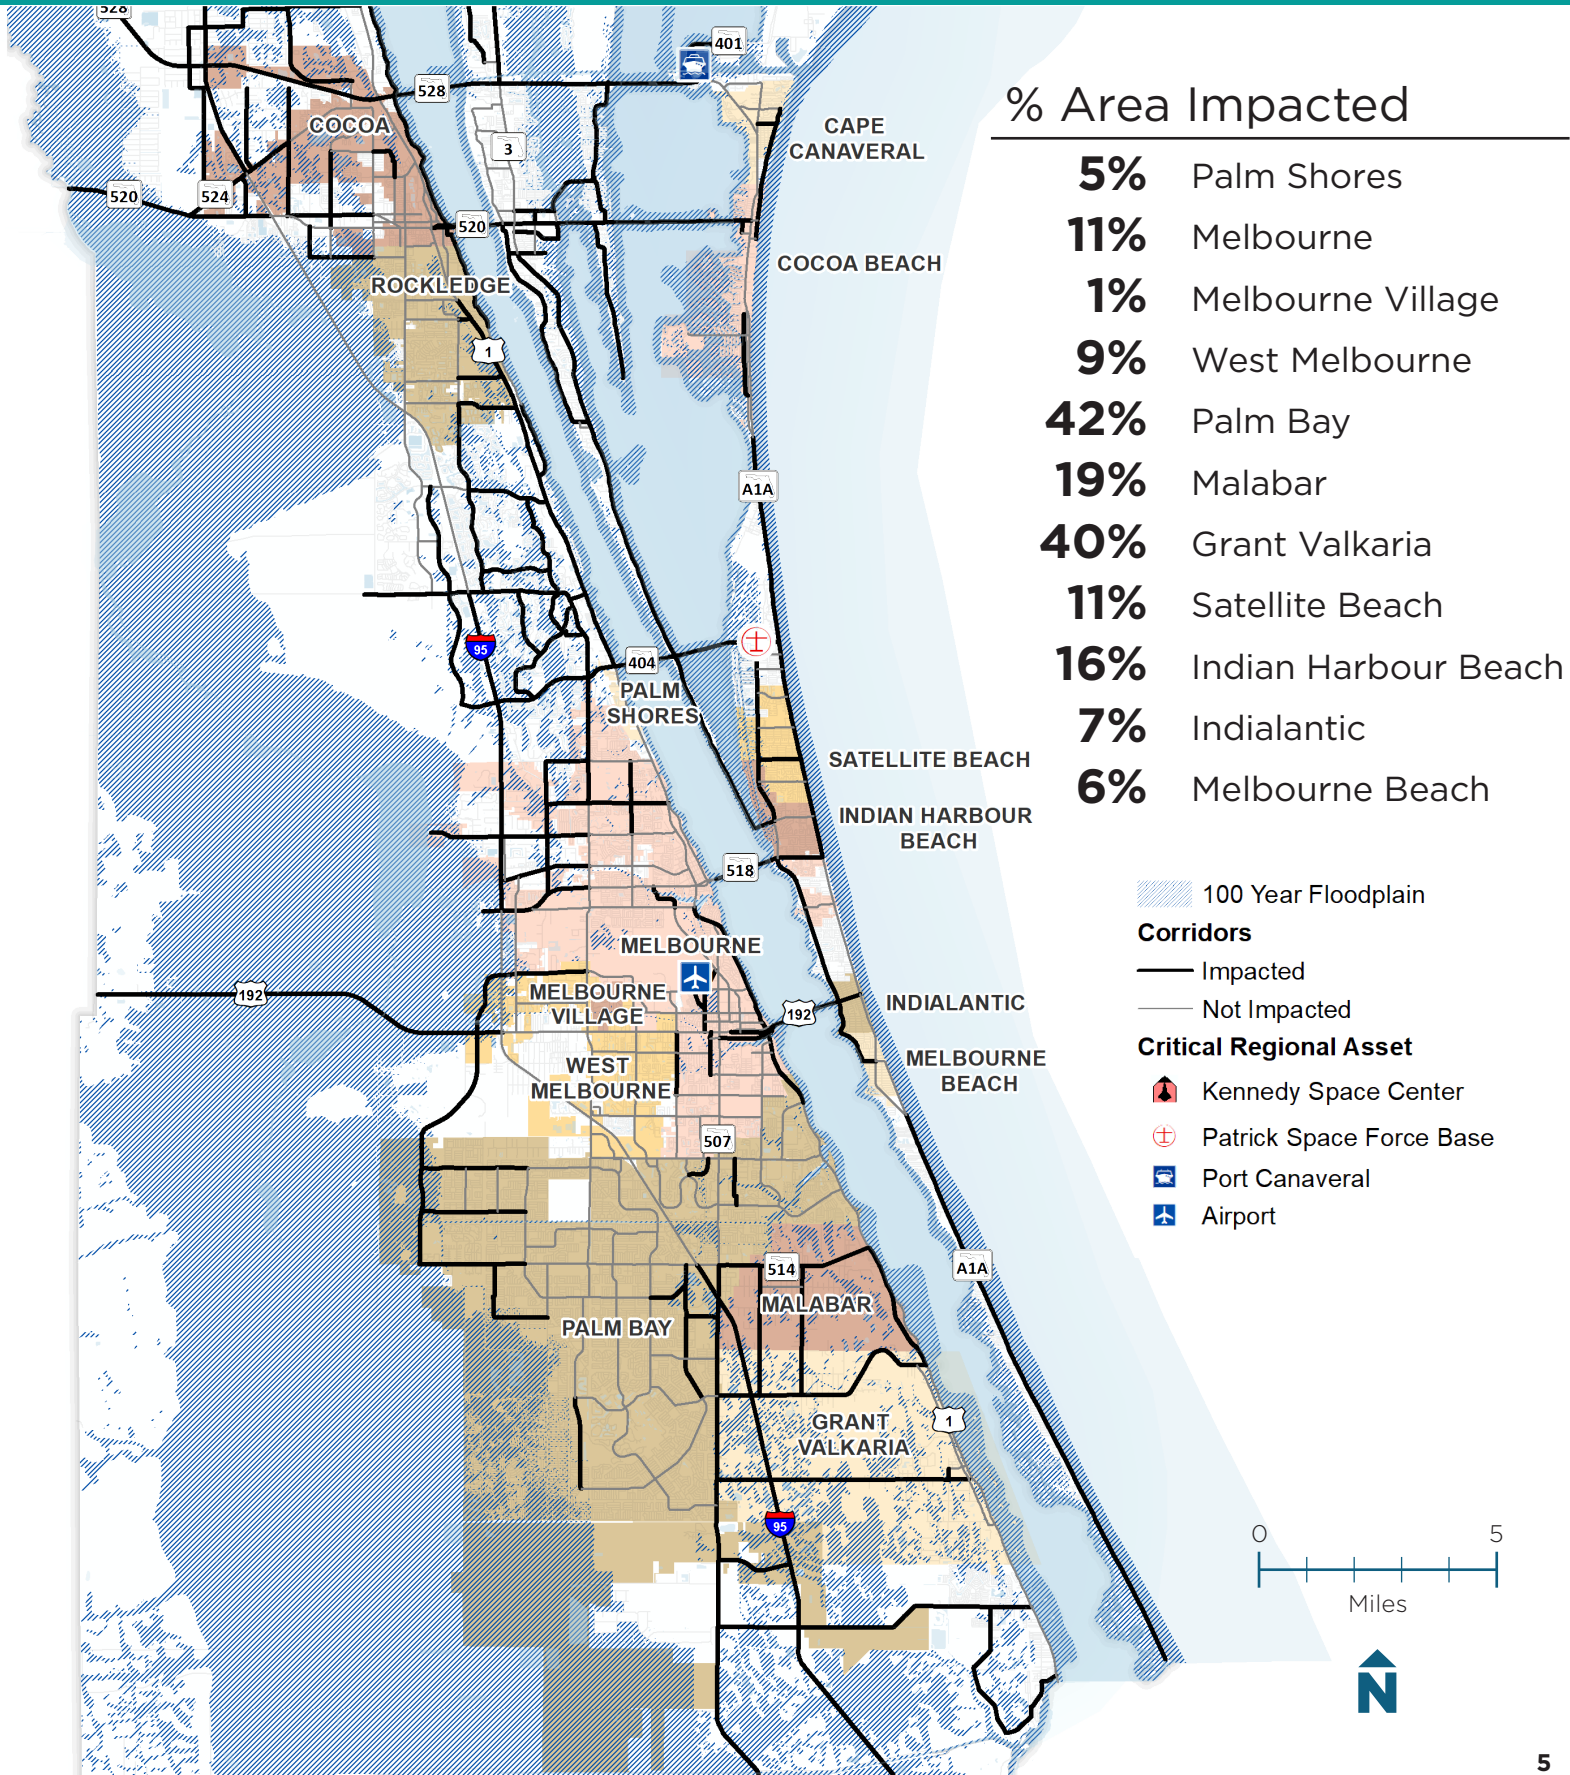 528
401
528
COCOA
3
CAPE
CANAVERAL
520
524
520
COCOA BEACH
ROCKLEDGE
1
A1A
95
404
PALM
SHORES
SATELLITE BEACH
INDIAN HARBOUR
BEACH
518
MELBOURNE
192
MELBOURNE
VILLAGE
192
INDIALANTIC
WEST
MELBOURNE
MELBOURNE
BEACH
507
514
A1A
MALABAR
PALM BAY
1
GRANT
VALKARIA
95
% Area Impacted
5% Palm Shores
11% Melbourne
1% Melbourne Village
9% West Melbourne
42% Palm Bay
19% Malabar
40% Grant Valkaria
11% Satellite Beach
16% Indian Harbour Beach
7% Indialantic
6% Melbourne Beach
100 Year Floodplain
Corridors
Impacted
Not Impacted
Critical Regional Asset
Kennedy Space Center
Patrick Space Force Base
Port Canaveral
Airport
0 5
Miles
N
5